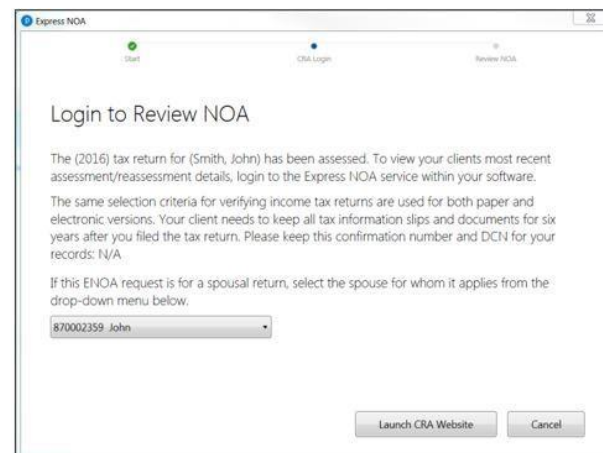 Express NOA
Start
CRA Login
Review NOA
Login to Review NOA
The (2016) tax return for (Smith, John) has been assessed. To view your clients most recent
assessment/reassessment details, login to the Express NOA service within your software.
The same selection criteria for verifying income tax returns are used for both paper and
electronic versions. Your client needs to keep all tax information slips and documents for six
years after you filed the tax return. Please keep this confirmation number and DCN for your
records: N/A
If this ENOA request is for a spousal return, select the spouse for whom it applies from the
drop-down menu below.
870002359 John
Launch CRA Website
Cancel